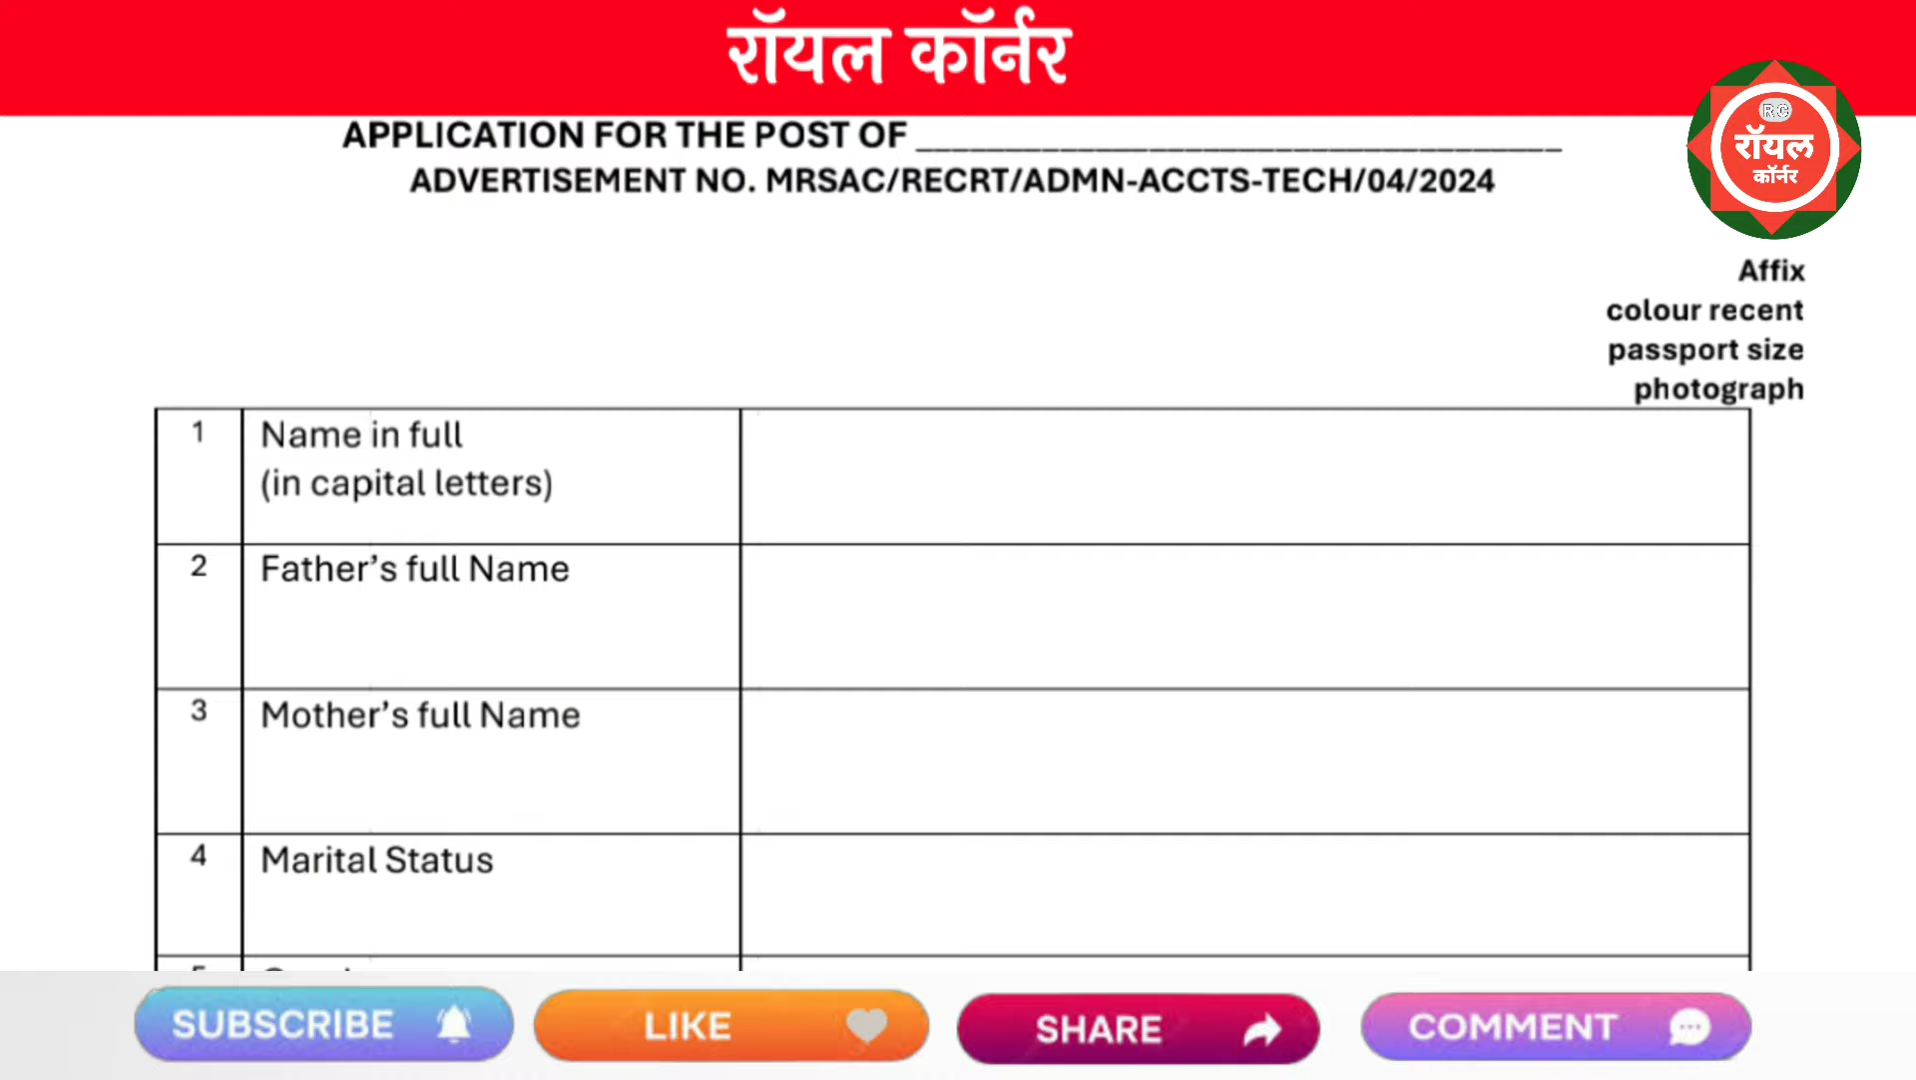 रॉयल कॉर्नर
APPLICATION FOR THE POST OF ____________________________________
ADVERTISEMENT NO. MRSAC/RECRT/ADMN-ACCTS-TECH/04/2024
RC
रॉयल
कॉर्नर
Affix
colour recent
passport size
photograph
1 Name in full
(in capital letters)
2 Father’s full Name
3 Mother’s full Name
4 Marital Status
SUBSCRIBE LIKE SHARE COMMENT